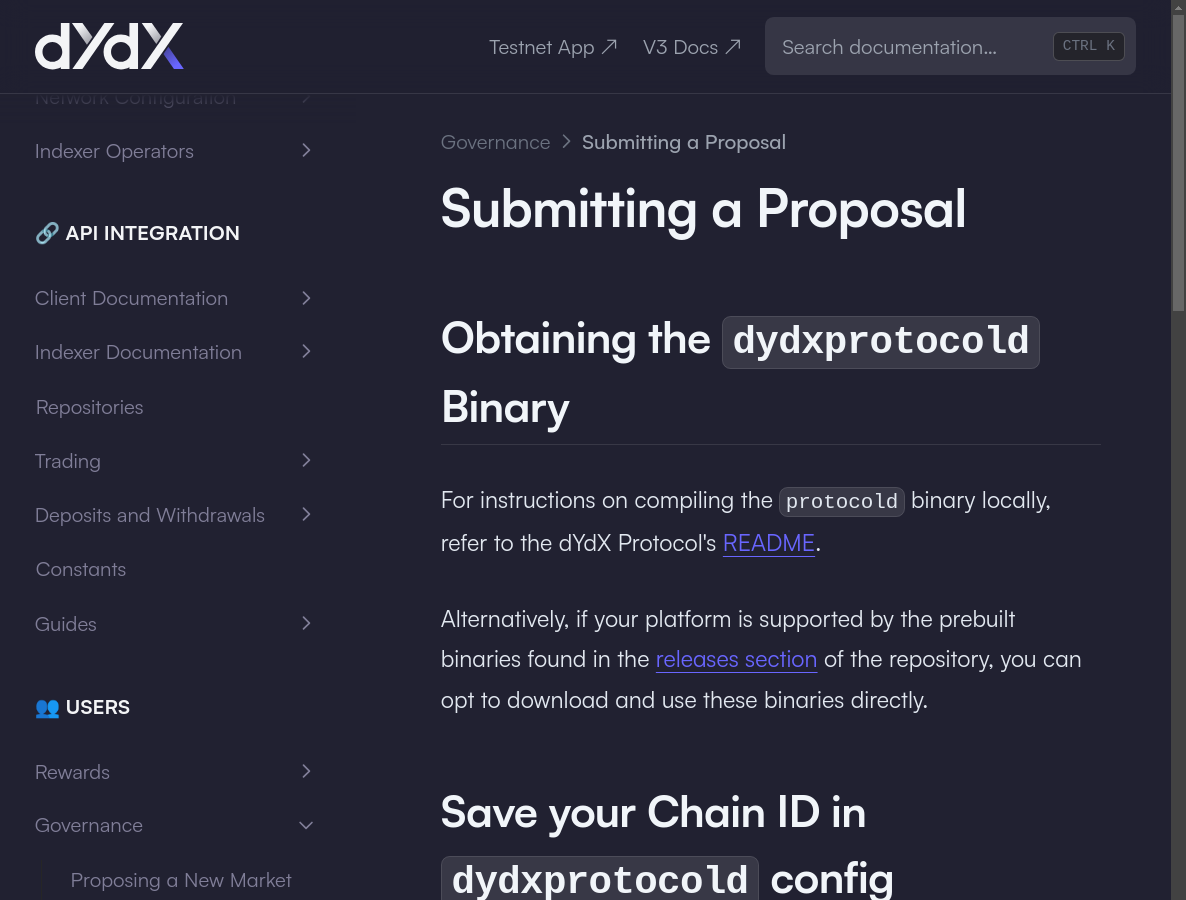 dYdX
Testnet App
V3 Docs
Search documentation...
CTRL K
Network Configuration
Indexer Operators
🔗 API INTEGRATION
Client Documentation
Indexer Documentation
Repositories
Trading
Deposits and Withdrawals
Constants
Guides
👥 USERS
Rewards
Governance
Proposing a New Market
Governance
Submitting a Proposal
Submitting a Proposal
Obtaining the dydxprotocold
Binary
For instructions on compiling the protocold binary locally,
refer to the dYdX Protocol's README.
Alternatively, if your platform is supported by the prebuilt
binaries found in the releases section of the repository, you can
opt to download and use these binaries directly.
Save your Chain ID in
dydxprotocold config